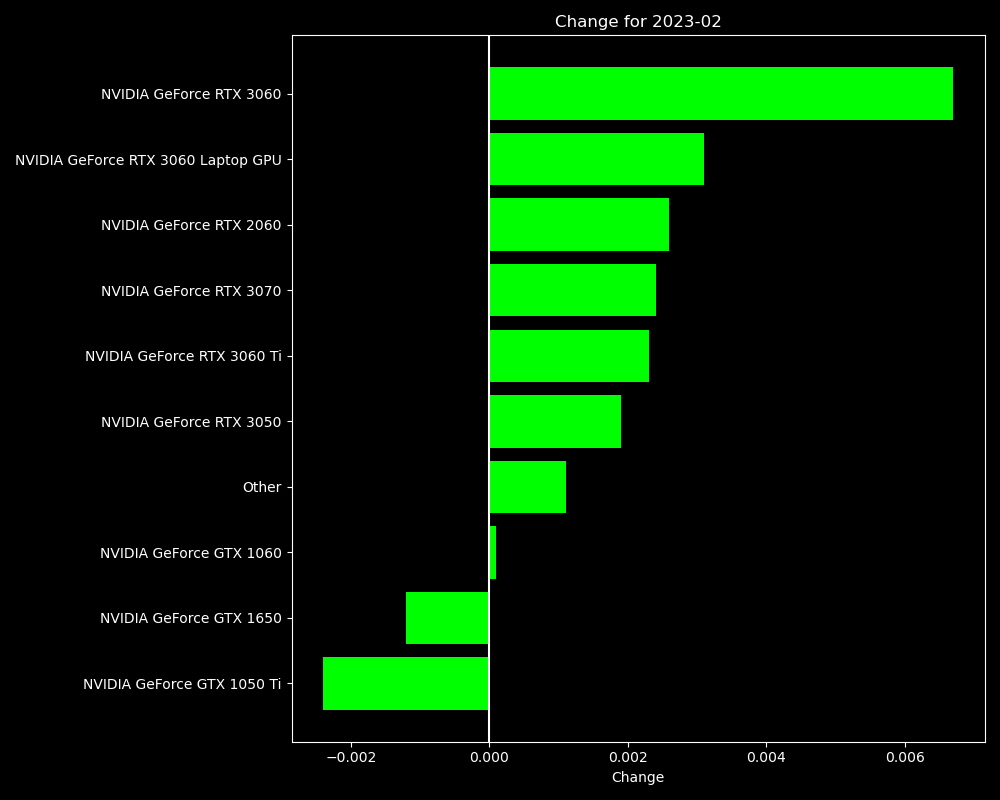 Change for 2023-02
NVIDIA GeForce RTX 3060
NVIDIA GeForce RTX 3060 Laptop GPU
NVIDIA GeForce RTX 2060
NVIDIA GeForce RTX 3070
NVIDIA GeForce RTX 3060 Ti
NVIDIA GeForce RTX 3050
Other
NVIDIA GeForce GTX 1060
NVIDIA GeForce GTX 1650
NVIDIA GeForce GTX 1050 Ti
−0.002 0.000 0.002 0.004 0.006
Change